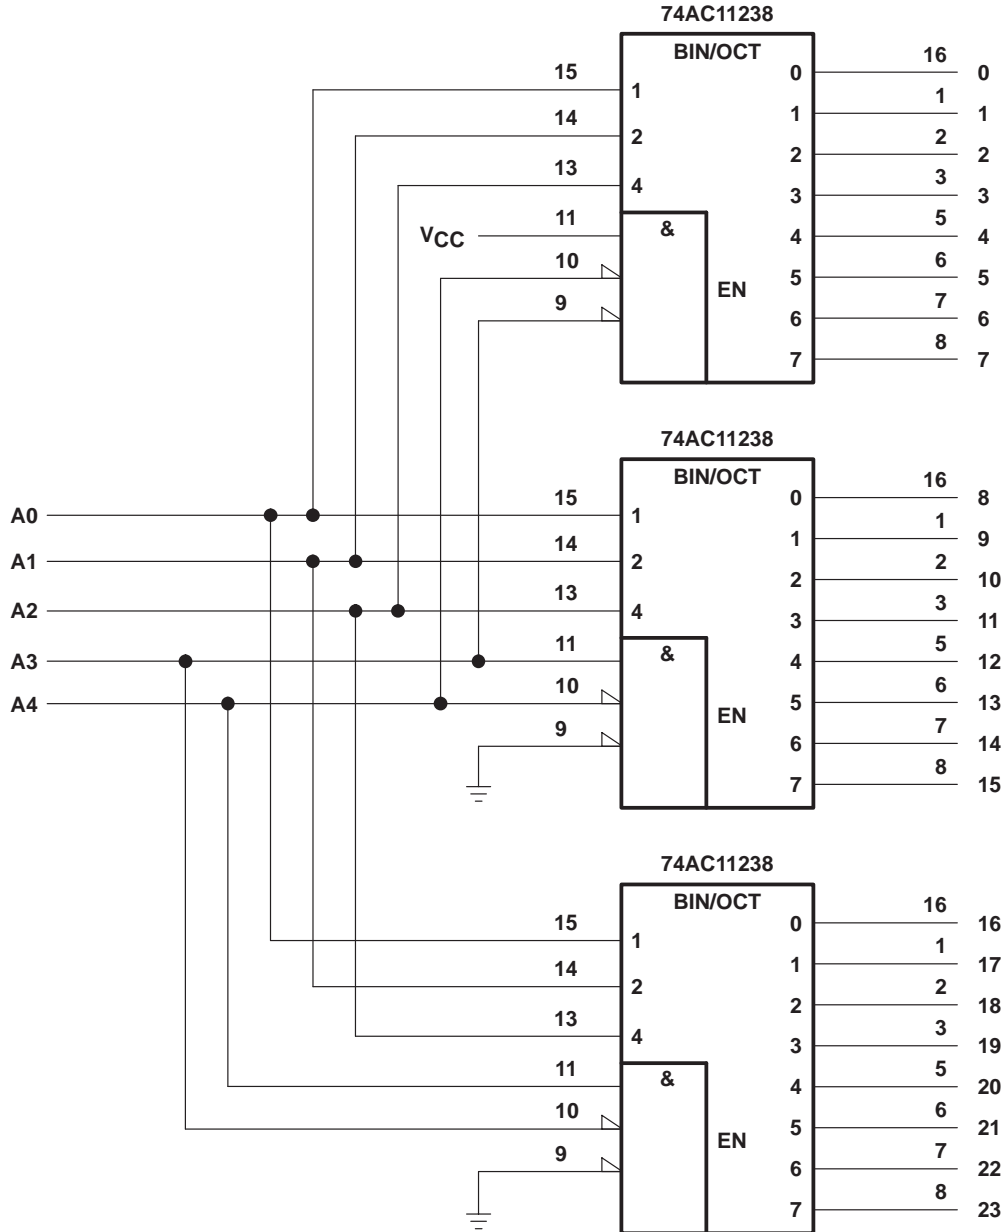 74AC11238
BIN/OCT
15 1 0 16 0
14 2 1 1 1
13 4 2 2 2
3 3 3
VCC 11 & 4 5 4
10 EN 5 6 5
9 6 7 6
7 8 7
74AC11238
BIN/OCT
A0 15 1 0 16 8
A1 14 2 1 1 9
A2 13 4 2 2 10
3 3 11
A3 11 & 4 5 12
A4 10 EN 5 6 13
9 6 7 14
7 8 15
74AC11238
BIN/OCT
15 1 0 16 16
14 2 1 1 17
13 4 2 2 18
3 3 19
11 & 4 5 20
10 EN 5 6 21
9 6 7 22
7 8 23